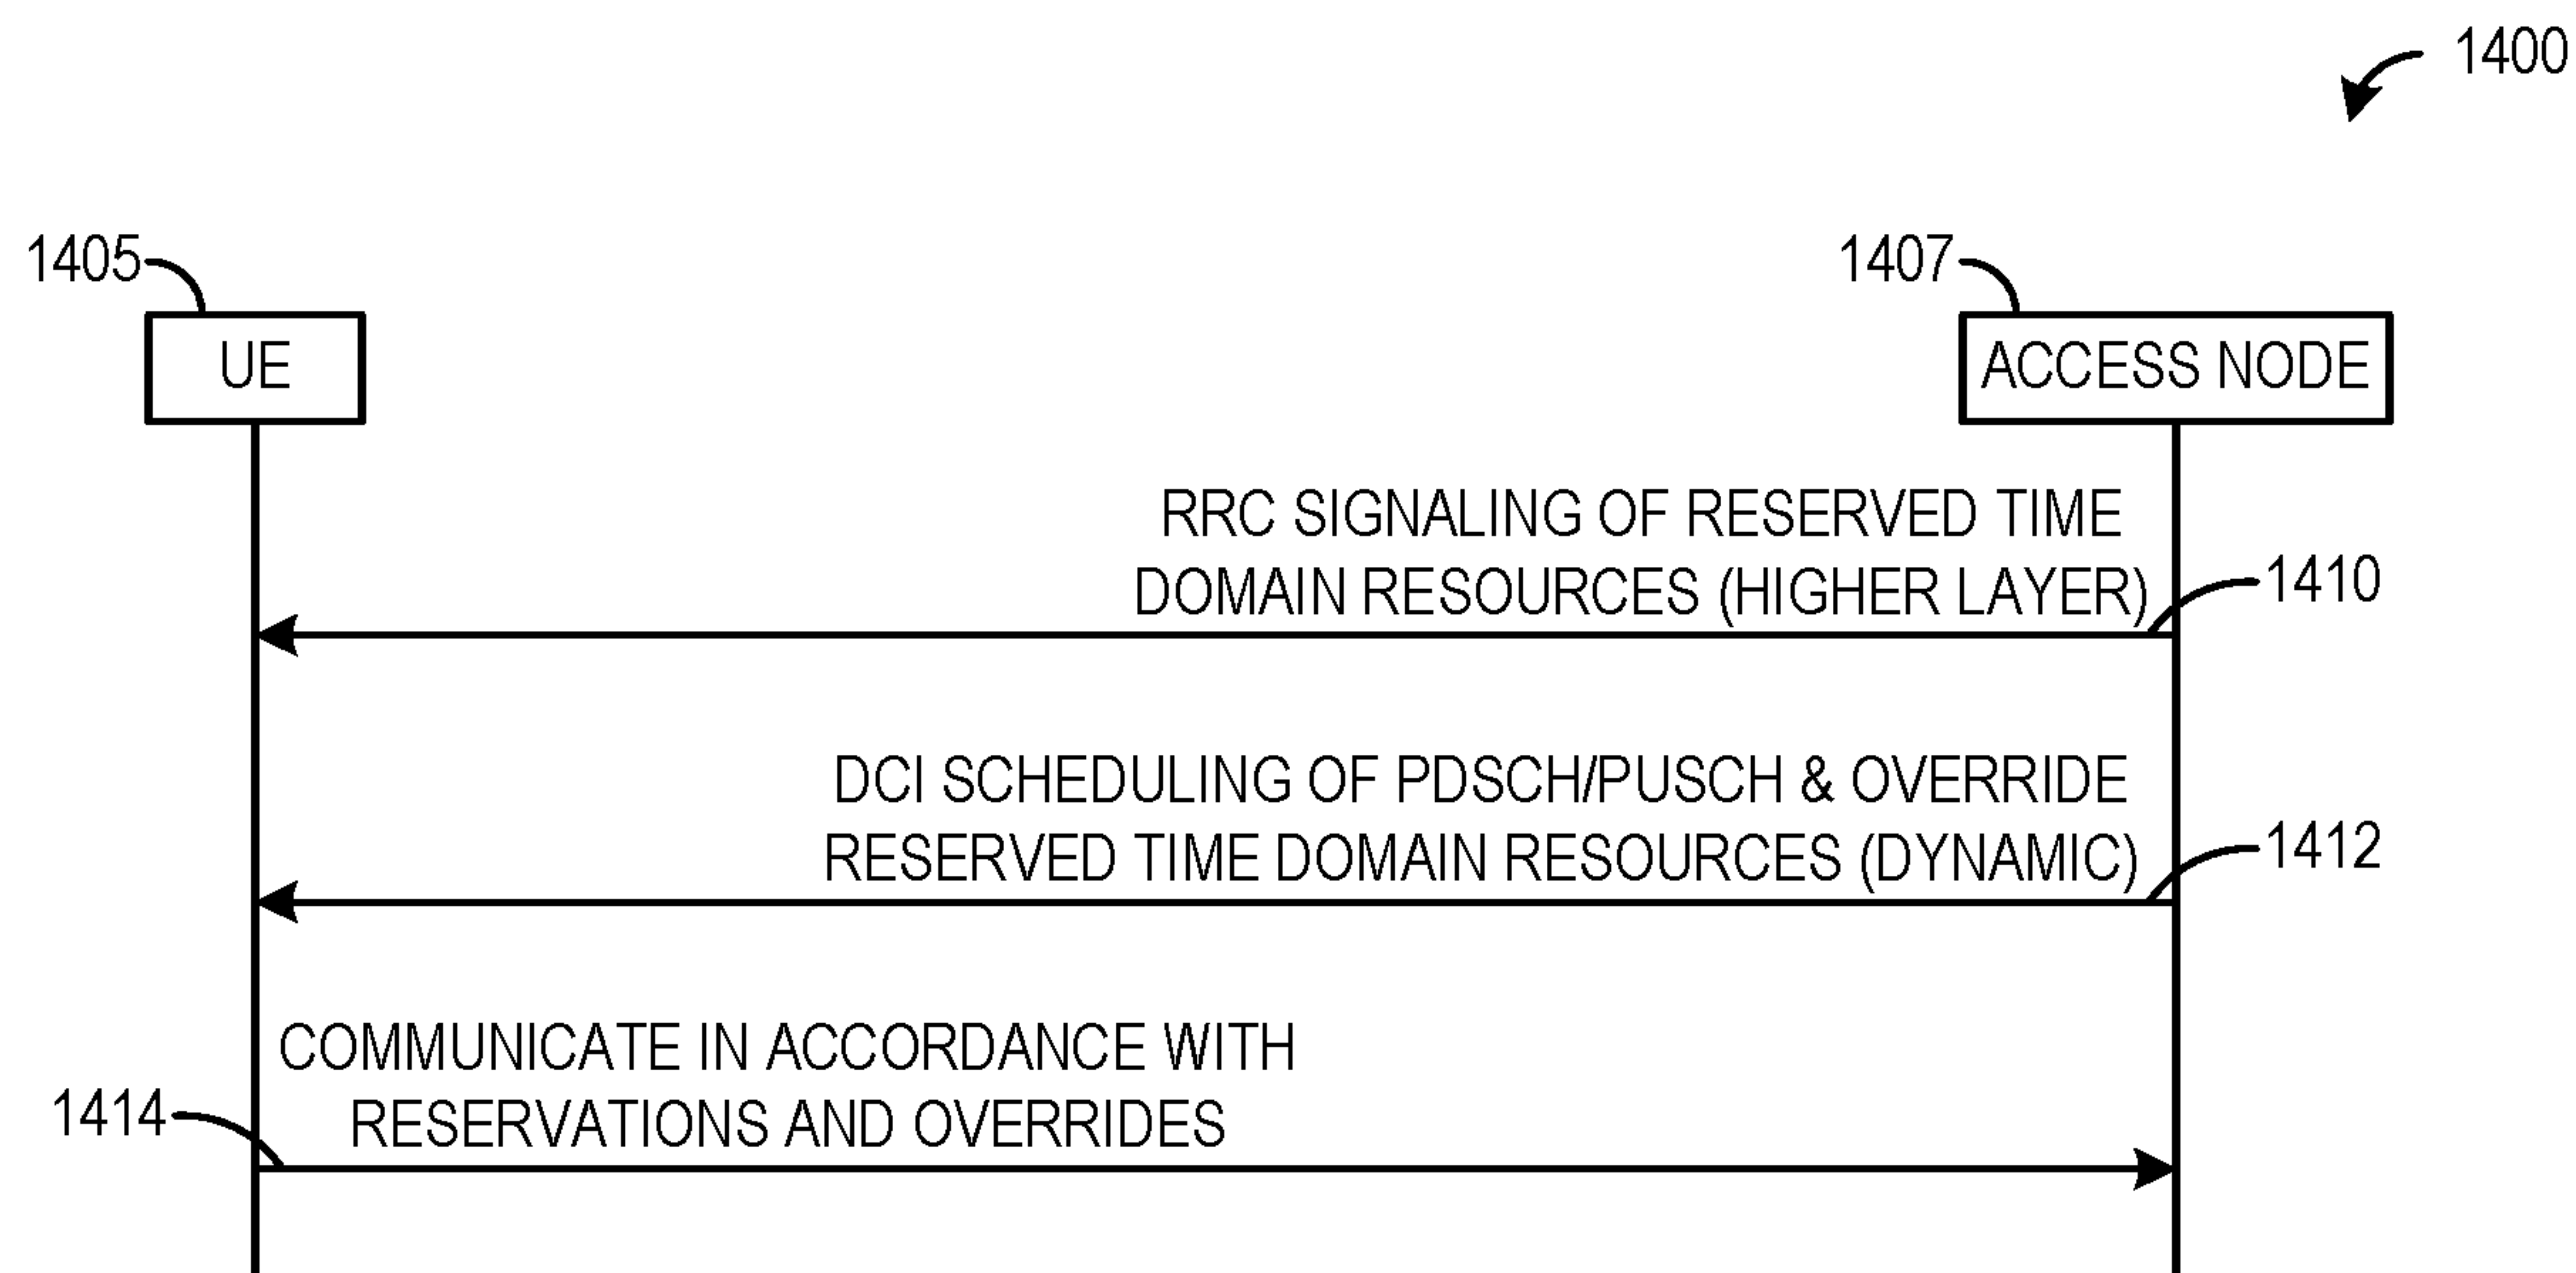 1400
1405
1407
UE
ACCESS NODE
RRC SIGNALING OF RESERVED TIME
DOMAIN RESOURCES (HIGHER LAYER)
1410
DCI SCHEDULING OF PDSCH/PUSCH & OVERRIDE
RESERVED TIME DOMAIN RESOURCES (DYNAMIC)
1412
COMMUNICATE IN ACCORDANCE WITH
RESERVATIONS AND OVERRIDES
1414